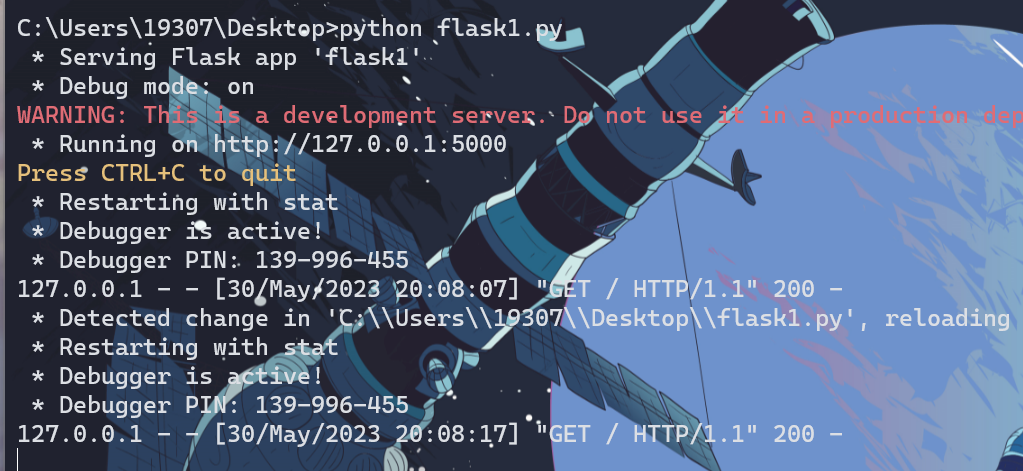 C:\Users\19307\Desktop>python flask1.py
 * Serving Flask app 'flask1'
 * Debug mode: on
WARNING: This is a development server. Do not use it in a production dep
 * Running on http://127.0.0.1:5000
Press CTRL+C to quit
 * Restarting with stat
 * Debugger is active!
 * Debugger PIN: 139-996-455
127.0.0.1 - - [30/May/2023 20:08:07] "GET / HTTP/1.1" 200 -
 * Detected change in 'C:\\Users\\19307\\Desktop\\flask1.py', reloading
 * Restarting with stat
 * Debugger is active!
 * Debugger PIN: 139-996-455
127.0.0.1 - - [30/May/2023 20:08:17] "GET / HTTP/1.1" 200 -